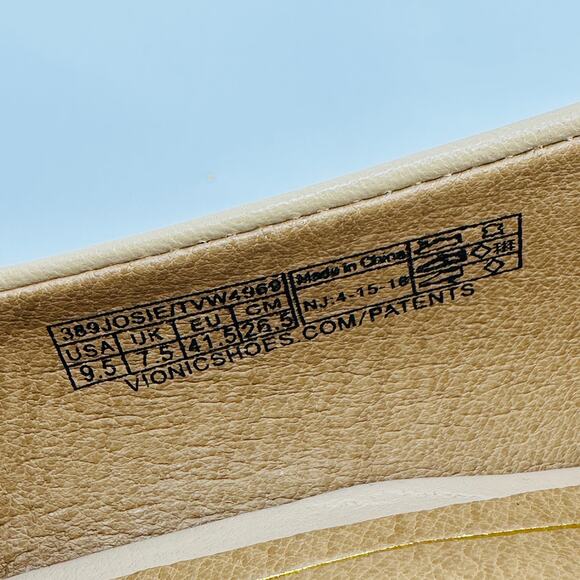 389JOSIE/TVW4969
USA UK EU CM
9.5 7.5 41.5 26.5
Made in China
NJ:4-15-16
VIONICSHOES.COM/PATENTS